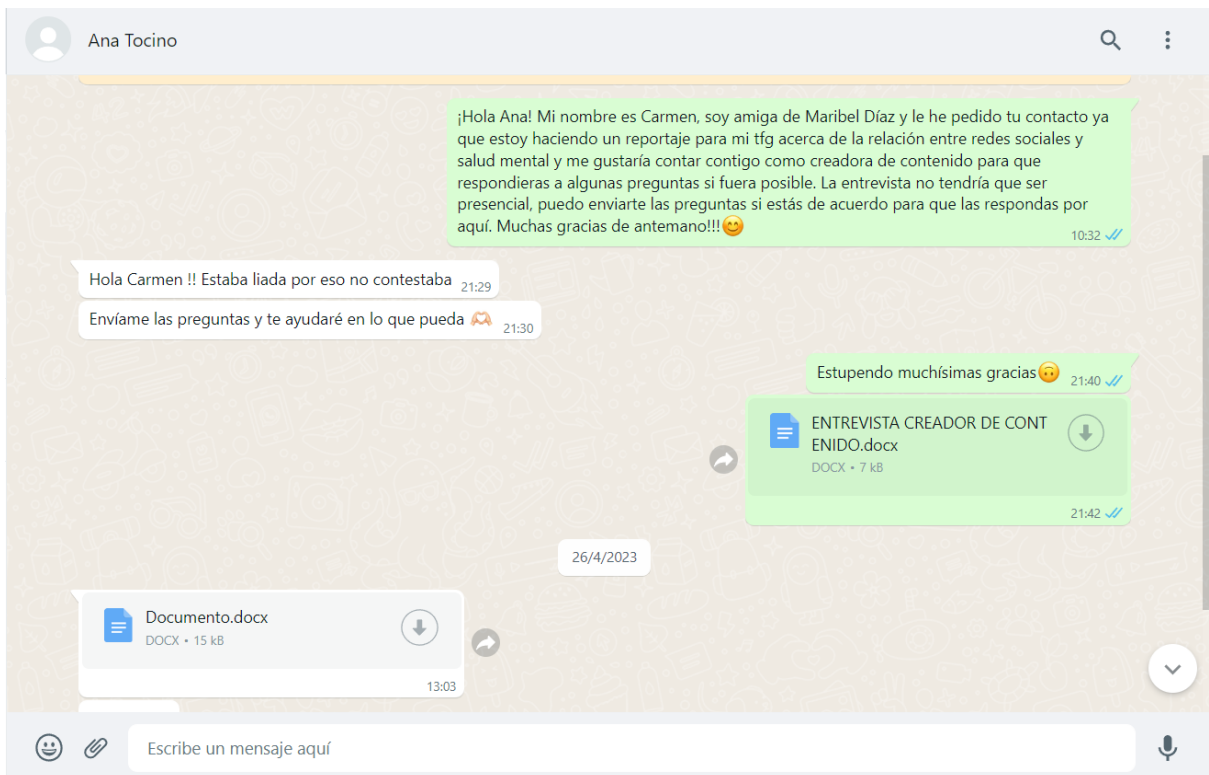 Ana Tocino
¡Hola Ana! Mi nombre es Carmen, soy amiga de Maribel Díaz y le he pedido tu contacto ya
que estoy haciendo un reportaje para mi tfg acerca de la relación entre redes sociales y
salud mental y me gustaría contar contigo como creadora de contenido para que
respondieras a algunas preguntas si fuera posible. La entrevista no tendría que ser
presencial, puedo enviarte las preguntas si estás de acuerdo para que las respondas por
aquí. Muchas gracias de antemano!!!😊
10:32
Hola Carmen !! Estaba liada por eso no contestaba 21:29
Envíame las preguntas y te ayudaré en lo que pueda 🫶🏻 21:30
Estupendo muchísimas gracias🙃 21:40
ENTREVISTA CREADOR DE CONT
ENIDO.docx
DOCX • 7 kB
21:42
26/4/2023
Documento.docx
DOCX • 15 kB
13:03
Escribe un mensaje aquí